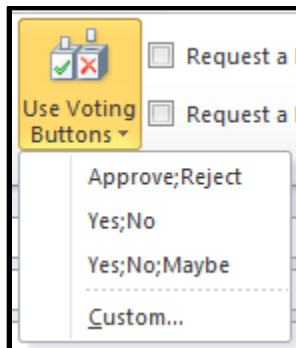 Request a
Use Voting
Buttons
Request a
Approve;Reject
Yes;No
Yes;No;Maybe
Custom...